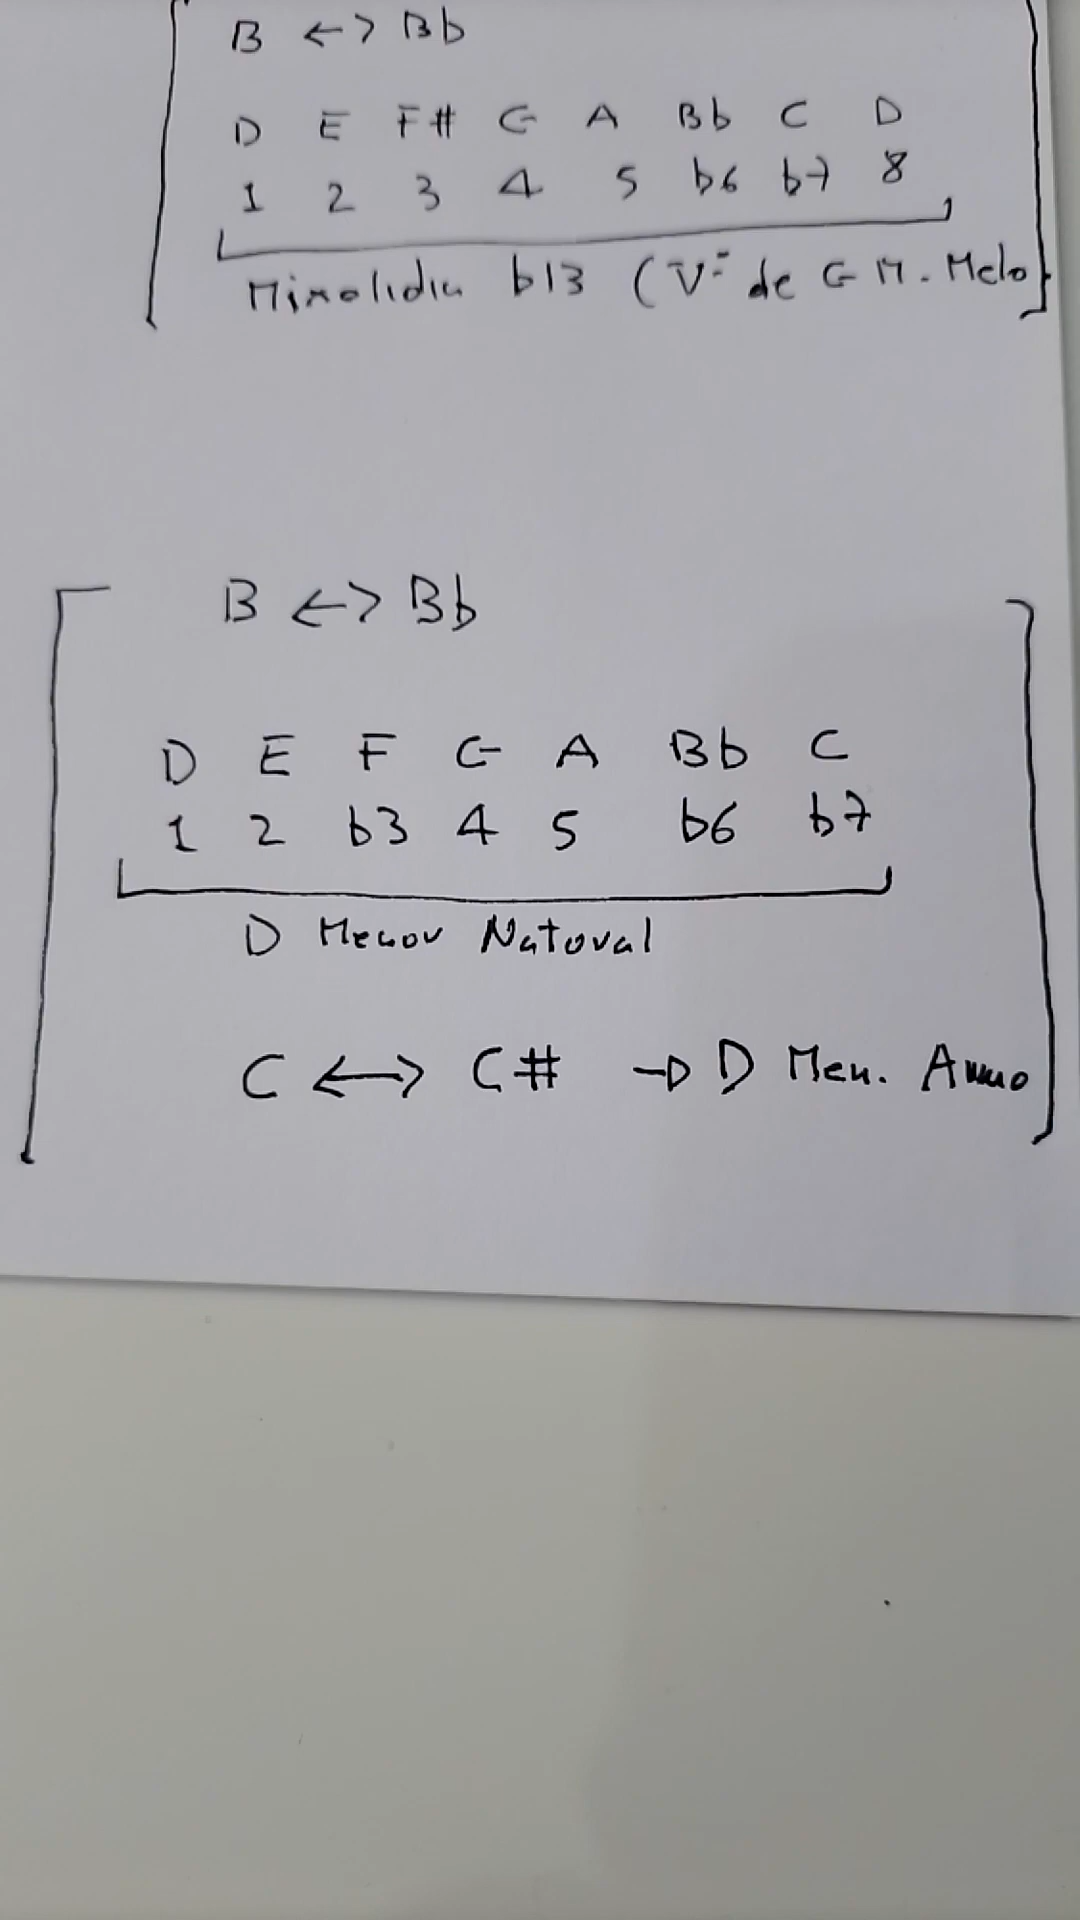 B <-> Bb
D E F# G A Bb C D
1 2 3 4 5 b6 b7 8
Mixolidia b13 (Vº de G M. Melo)
B <-> Bb
D E F G A Bb C
1 2 b3 4 5 b6 b7
D Menor Natural
C <-> C# -> D Men. Armo